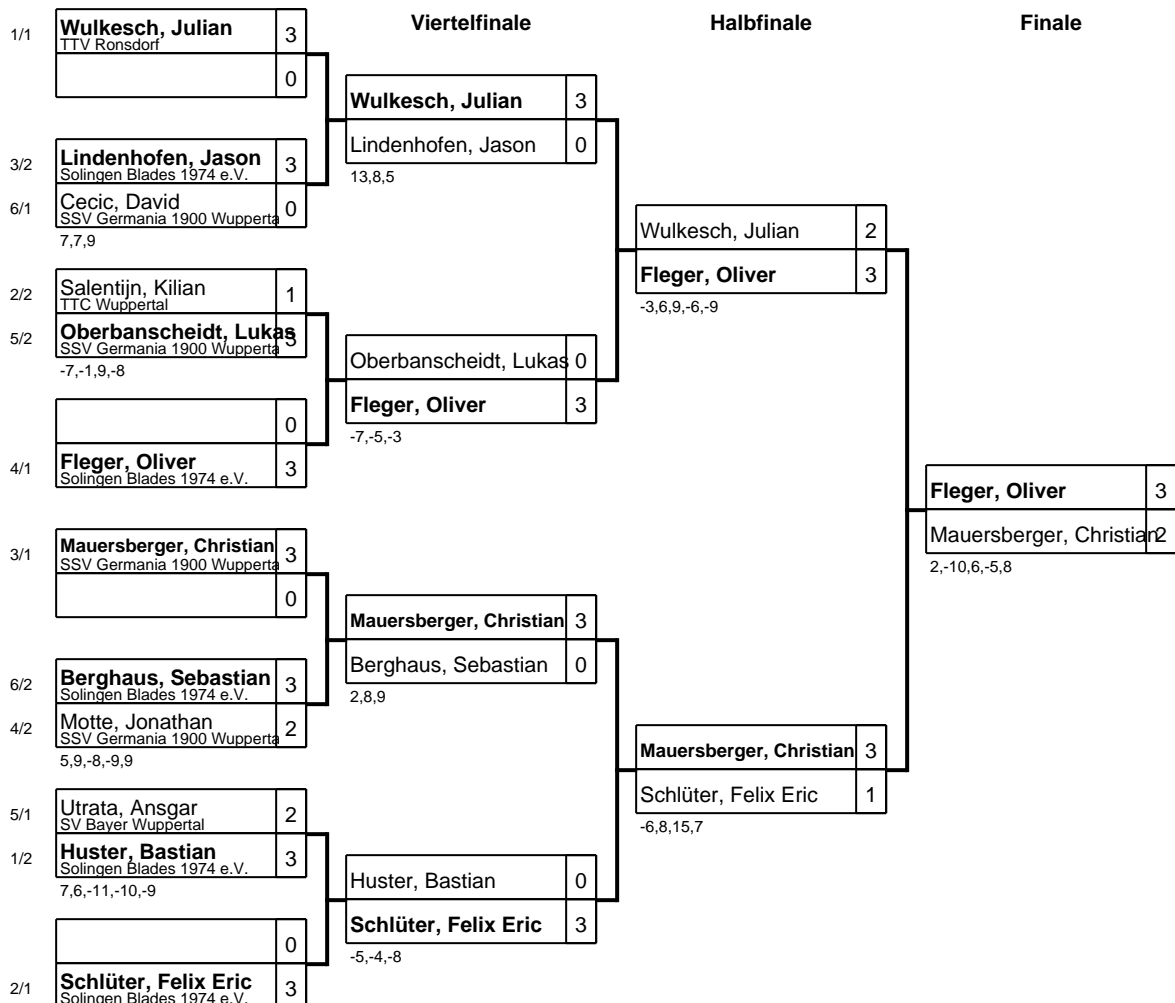 Viertelfinale
Halbfinale
Finale
1/1
Wulkesch, Julian 3
TTV Ronsdorf
0
3/2
Lindenhofen, Jason 3
Solingen Blades 1974 e.V.
6/1
Cecic, David 0
SSV Germania 1900 Wupperta
7,7,9
2/2
Salentijn, Kilian 1
TTC Wuppertal
5/2
Oberbanscheidt, Lukas 3
SSV Germania 1900 Wupperta
-7,-1,9,-8
0
4/1
Fleger, Oliver 3
Solingen Blades 1974 e.V.
3/1
Mauersberger, Christian 3
SSV Germania 1900 Wupperta
0
6/2
Berghaus, Sebastian 3
Solingen Blades 1974 e.V.
4/2
Motte, Jonathan 2
SSV Germania 1900 Wupperta
5,9,-8,-9,9
5/1
Utrata, Ansgar 2
SV Bayer Wuppertal
1/2
Huster, Bastian 3
Solingen Blades 1974 e.V.
7,6,-11,-10,-9
0
2/1
Schlüter, Felix Eric 3
Solingen Blades 1974 e.V.
Wulkesch, Julian 3
Lindenhofen, Jason 0
13,8,5
Oberbanscheidt, Lukas 0
Fleger, Oliver 3
-7,-5,-3
Mauersberger, Christian 3
Berghaus, Sebastian 0
2,8,9
Huster, Bastian 0
Schlüter, Felix Eric 3
-5,-4,-8
Wulkesch, Julian 2
Fleger, Oliver 3
-3,6,9,-6,-9
Mauersberger, Christian 3
Schlüter, Felix Eric 1
-6,8,15,7
Fleger, Oliver 3
Mauersberger, Christian 2
2,-10,6,-5,8